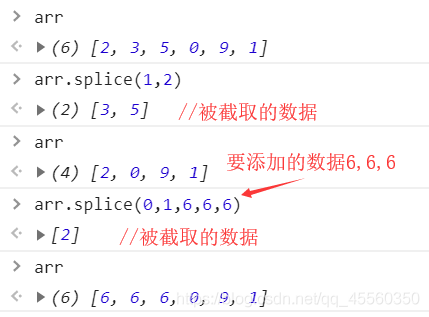 > arr
<· ▶ (6) [2, 3, 5, 0, 9, 1]
> arr.splice(1,2)
<· ▶ (2) [3, 5] //被截取的数据
> arr
<· ▶ (4) [2, 0, 9, 1]
要添加的数据6,6,6
> arr.splice(0,1,6,6,6)
<· ▶ [2] //被截取的数据
> arr
<· ▶ (6) [6, 6, 6, 0, 9, 1]
https://blog.csdn.net/qq_45560350